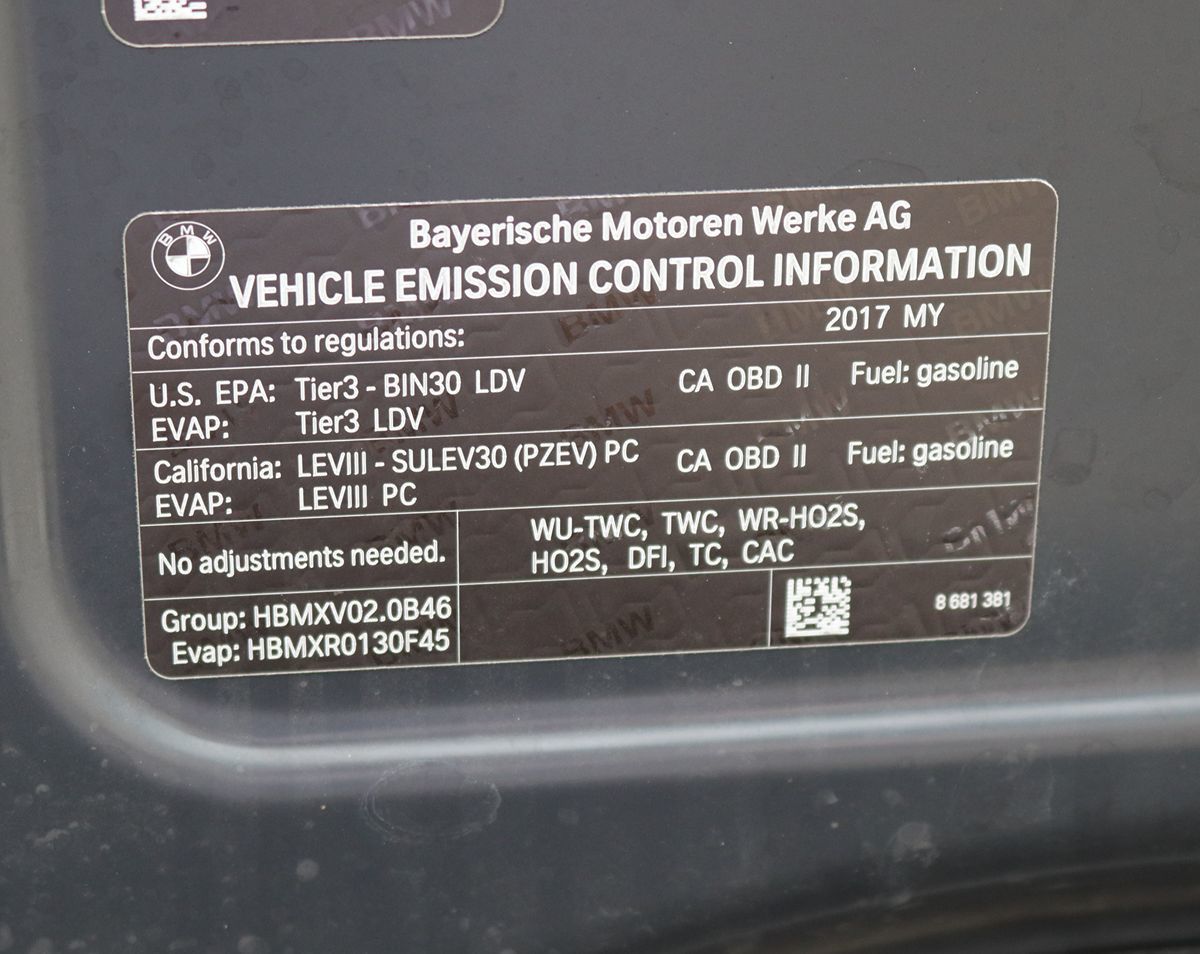 BMW
Bayerische Motoren Werke AG
VEHICLE EMISSION CONTROL INFORMATION
Conforms to regulations: 2017 MY
U.S. EPA: Tier3 - BIN30 LDV CA OBD II Fuel: gasoline
EVAP: Tier3 LDV
California: LEVIII - SULEV30 (PZEV) PC CA OBD II Fuel: gasoline
EVAP: LEVIII PC
No adjustments needed.
WU-TWC, TWC, WR-HO2S,
HO2S, DFI, TC, CAC
Group: HBMXV02.0B46
Evap: HBMXR0130F45
8 681 381